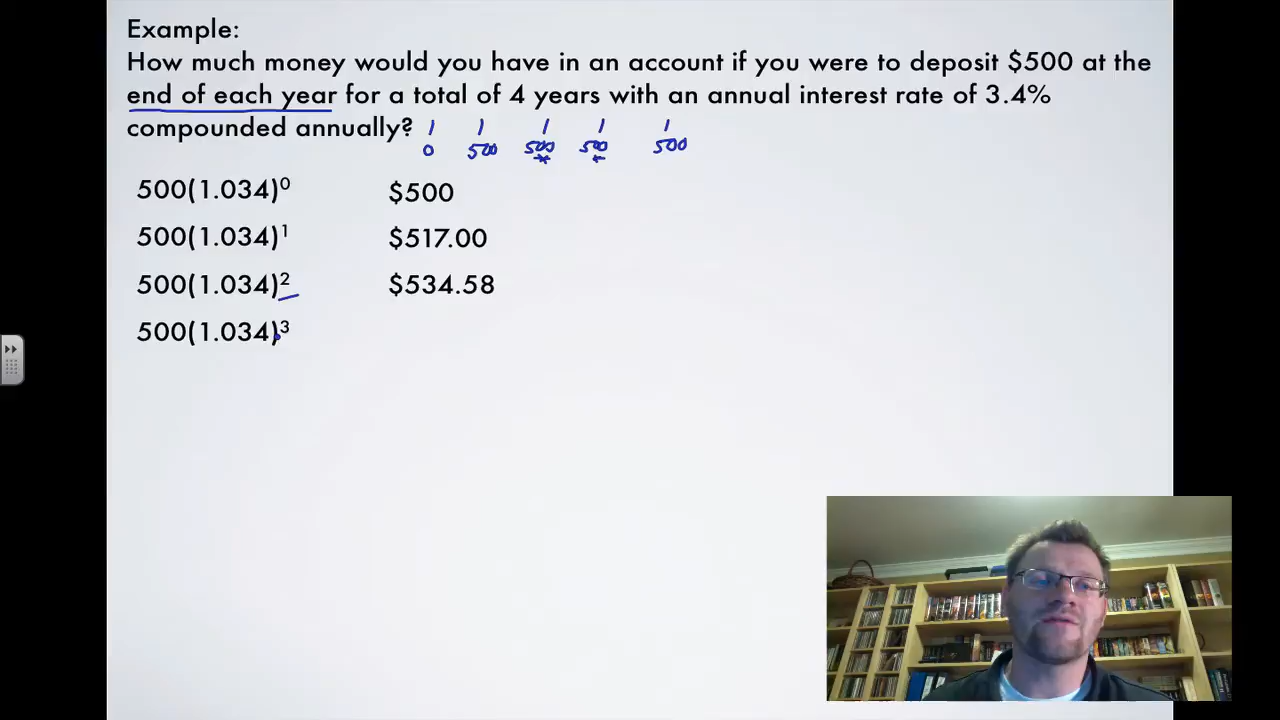 Example:
How much money would you have in an account if you were to deposit $500 at the
end of each year for a total of 4 years with an annual interest rate of 3.4%
compounded annually?
0 500 500 500 500
500(1.034)⁰ $500
500(1.034)¹ $517.00
500(1.034)² $534.58
500(1.034)³